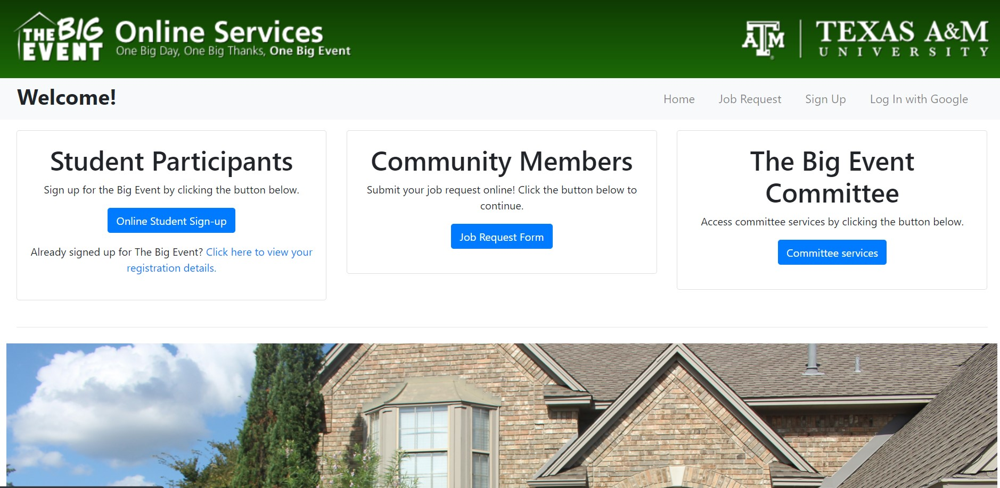 THE BIG EVENT
Online Services
One Big Day, One Big Thanks, One Big Event
ATM
TEXAS A&M
UNIVERSITY
Welcome!
Home
Job Request
Sign Up
Log In with Google
Student Participants
Sign up for the Big Event by clicking the button below.
Online Student Sign-up
Already signed up for The Big Event? Click here to view your
registration details.
Community Members
Submit your job request online! Click the button below to
continue.
Job Request Form
The Big Event
Committee
Access committee services by clicking the button below.
Committee services